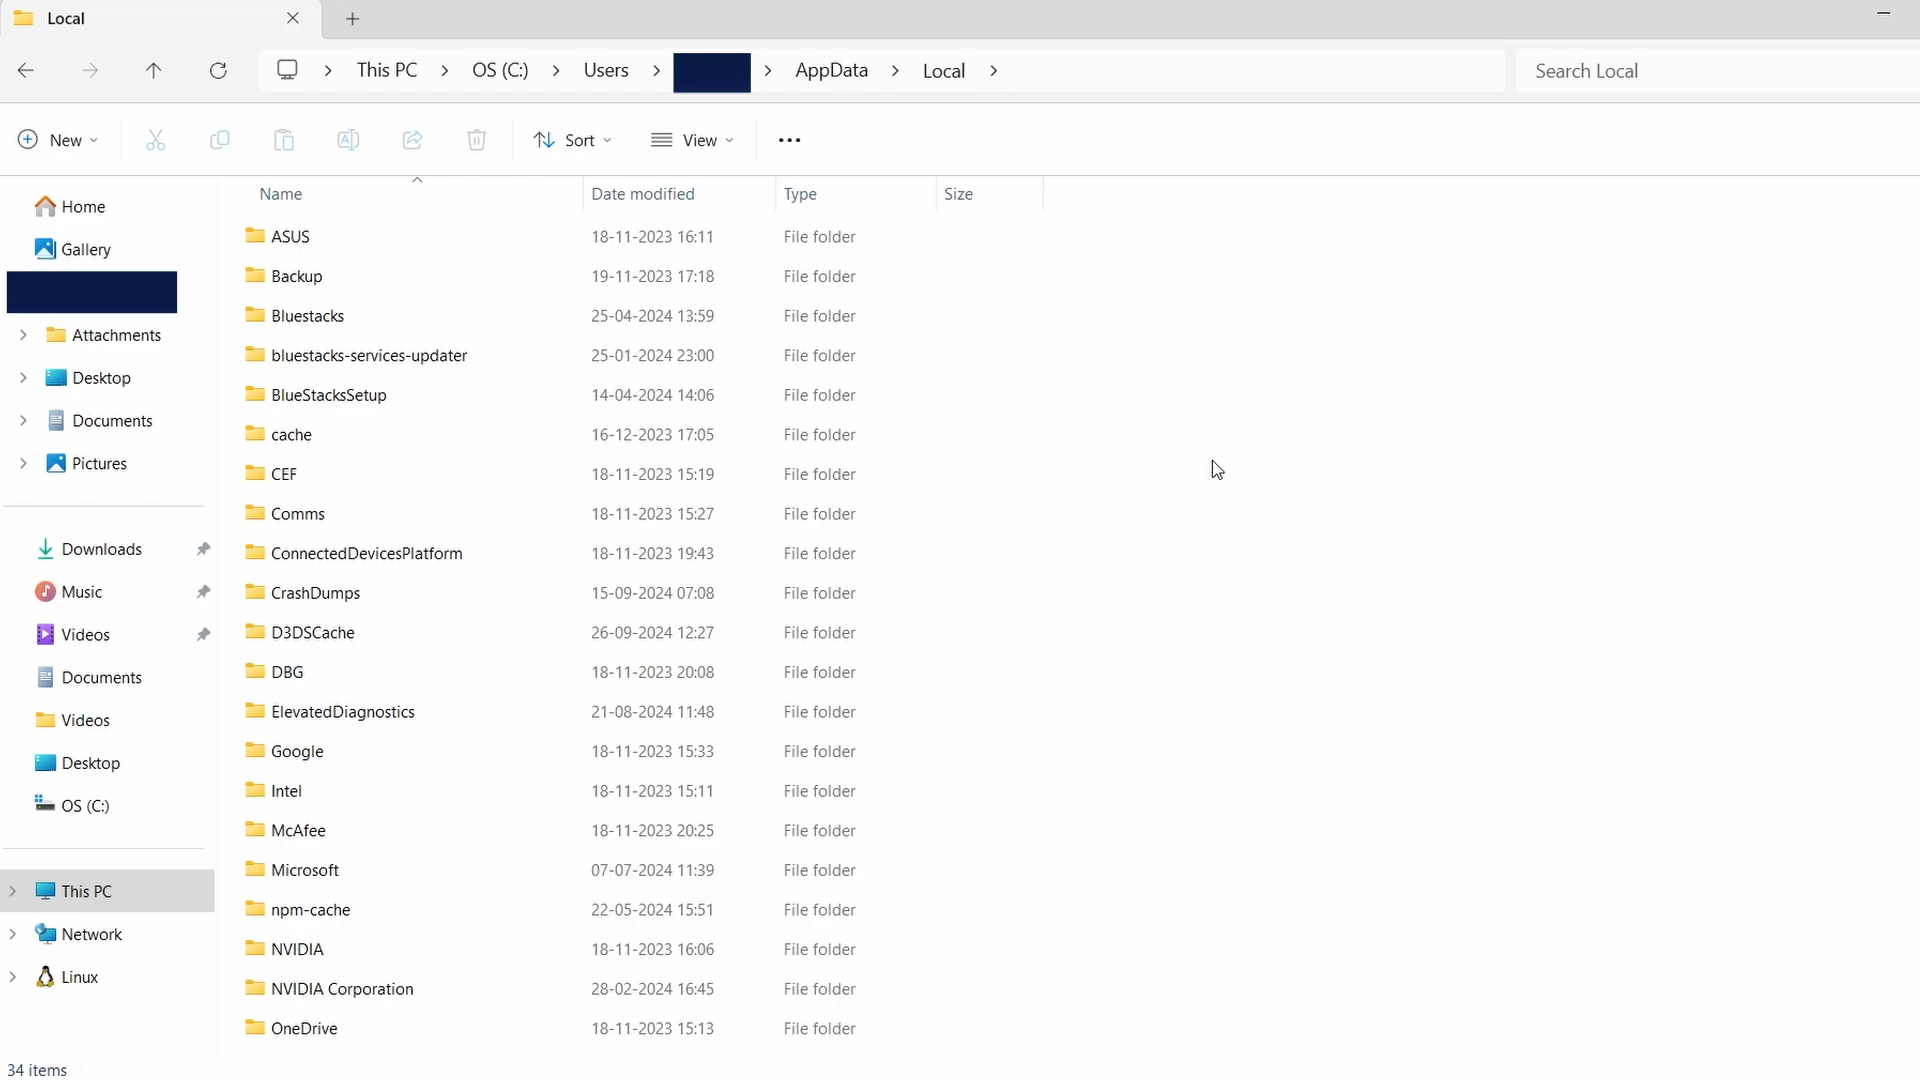 Local
This PC > OS (C:) > Users > > AppData > Local >
Search Local
New
Sort
View
Name Date modified Type Size
Home
Gallery
Attachments
Desktop
Documents
Pictures
Downloads
Music
Videos
Documents
Videos
Desktop
OS (C:)
This PC
Network
Linux
ASUS 18-11-2023 16:11 File folder
Backup 19-11-2023 17:18 File folder
Bluestacks 25-04-2024 13:59 File folder
bluestacks-services-updater 25-01-2024 23:00 File folder
BlueStacksSetup 14-04-2024 14:06 File folder
cache 16-12-2023 17:05 File folder
CEF 18-11-2023 15:19 File folder
Comms 18-11-2023 15:27 File folder
ConnectedDevicesPlatform 18-11-2023 19:43 File folder
CrashDumps 15-09-2024 07:08 File folder
D3DSCache 26-09-2024 12:27 File folder
DBG 18-11-2023 20:08 File folder
ElevatedDiagnostics 21-08-2024 11:48 File folder
Google 18-11-2023 15:33 File folder
Intel 18-11-2023 15:11 File folder
McAfee 18-11-2023 20:25 File folder
Microsoft 07-07-2024 11:39 File folder
npm-cache 22-05-2024 15:51 File folder
NVIDIA 18-11-2023 16:06 File folder
NVIDIA Corporation 28-02-2024 16:45 File folder
OneDrive 18-11-2023 15:13 File folder
34 items